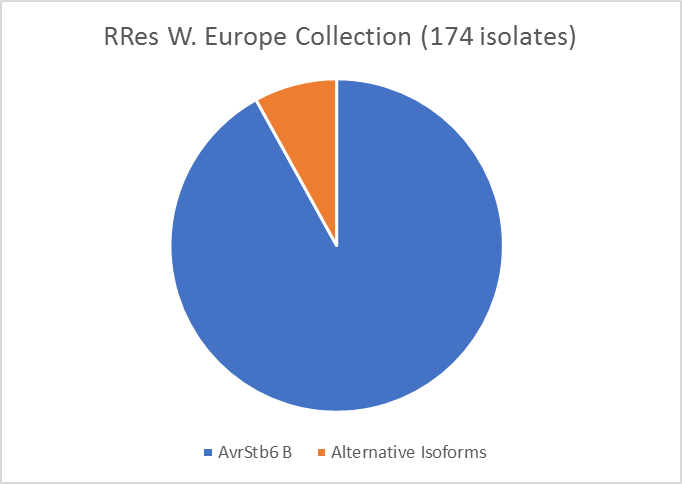 RRes W. Europe Collection (174 isolates)
AvrStb6 B
Alternative Isoforms